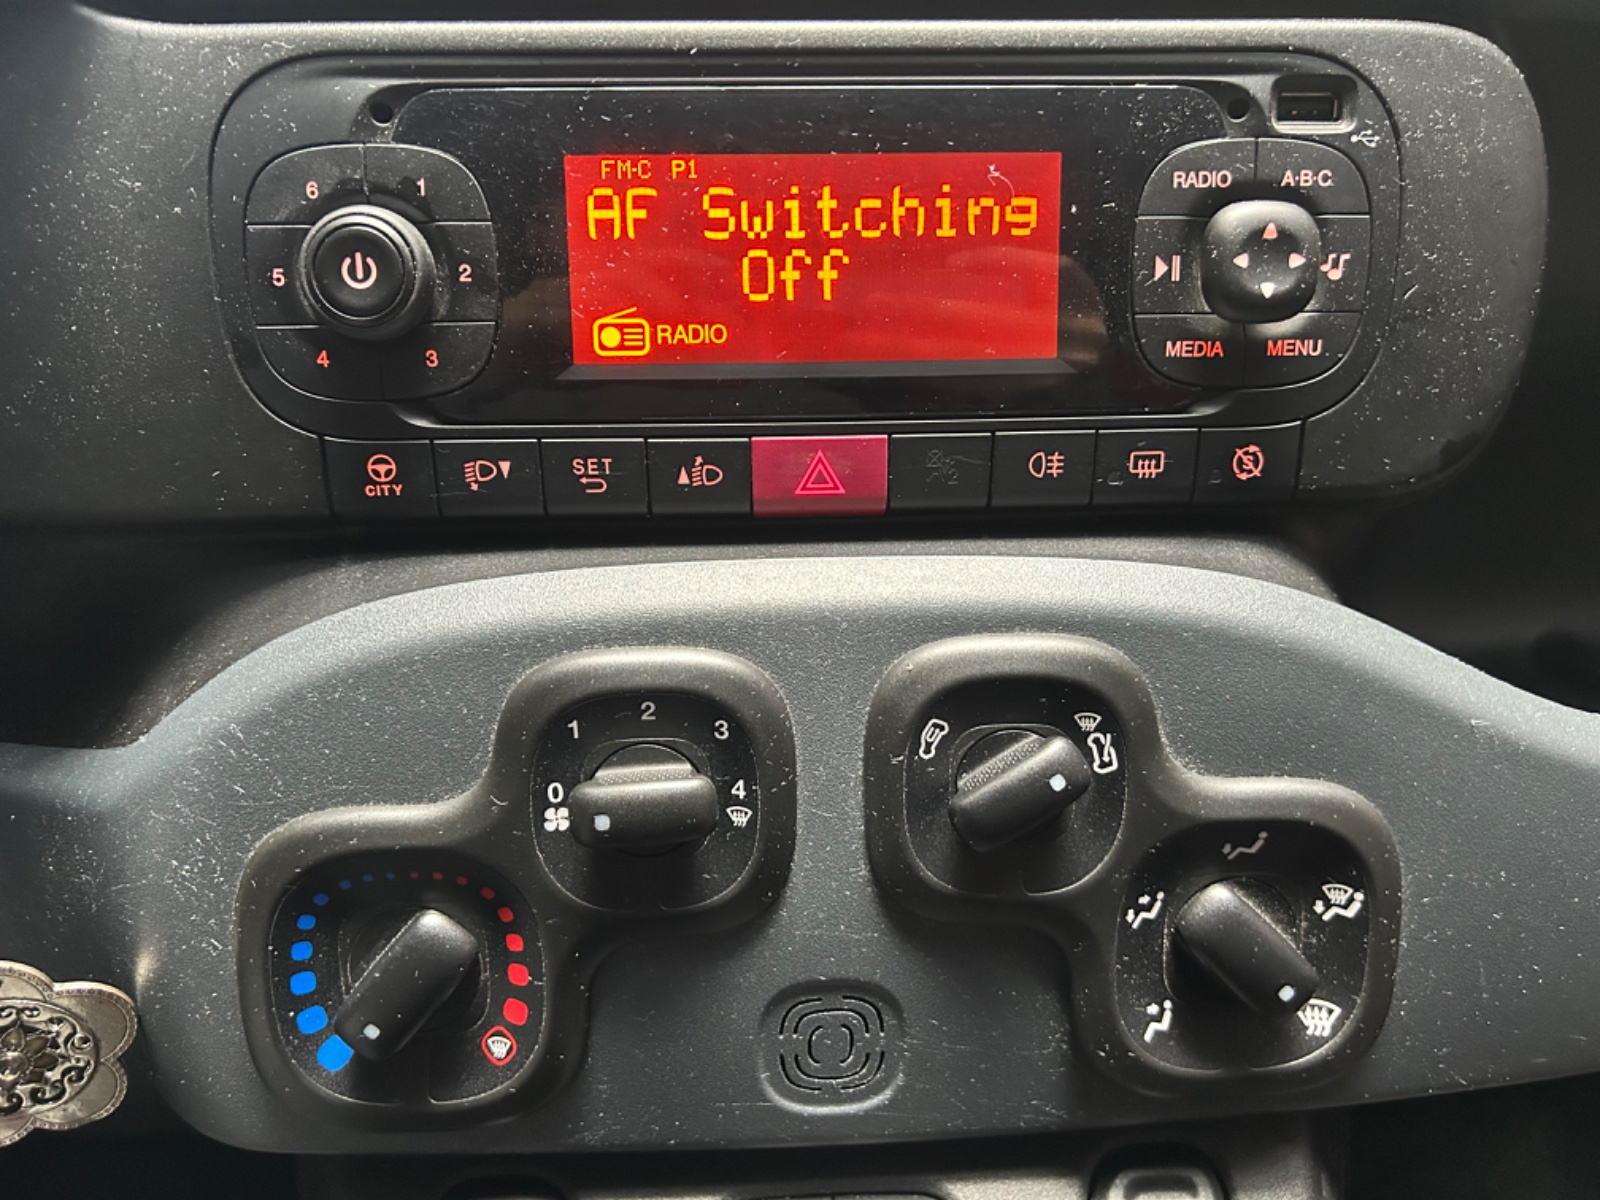 FM-C P1
AF Switching
Off
RADIO
6
1
5
2
4
3
RADIO
A·B·C
MEDIA
MENU
CITY
SET
1
2
3
0
4